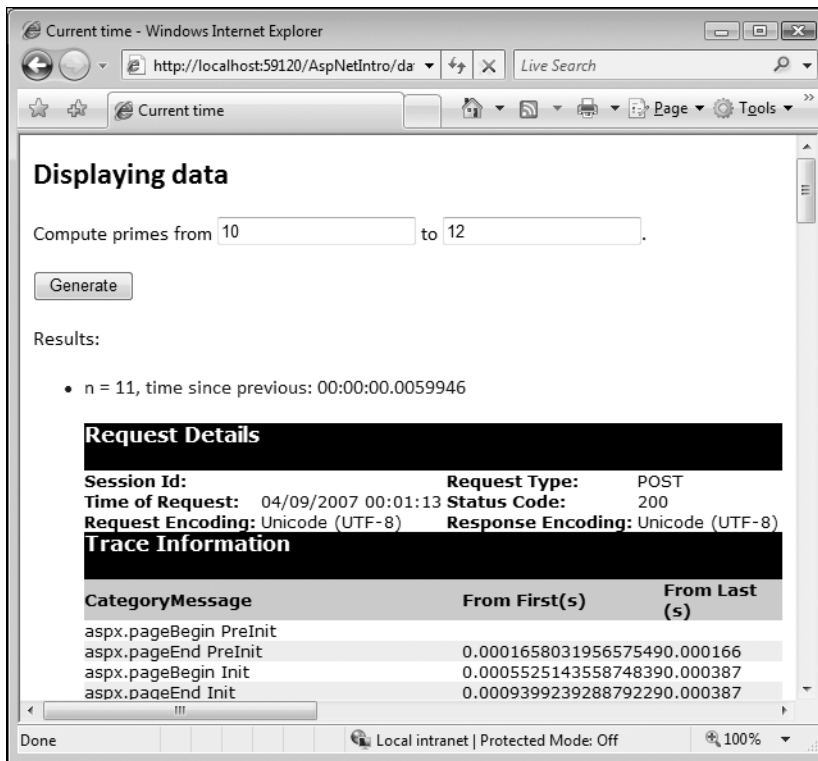 Current time - Windows Internet Explorer
http://localhost:59120/AspNetIntro/da
Live Search
Current time
Page
Tools
Displaying data
Compute primes from 10 to 12 .
Generate
Results:
• n = 11, time since previous: 00:00:00.0059946
Request Details
Session Id: Request Type: POST
Time of Request: 04/09/2007 00:01:13 Status Code: 200
Request Encoding: Unicode (UTF-8) Response Encoding: Unicode (UTF-8)
Trace Information
CategoryMessage From First(s) From Last(s)
aspx.pageBegin PreInit
aspx.pageEnd PreInit 0.0001658031956575490.000166
aspx.pageBegin Init 0.0005525143558748390.000387
aspx.pageEnd Init 0.0009399239288792290.000387
Done Local intranet | Protected Mode: Off 100%